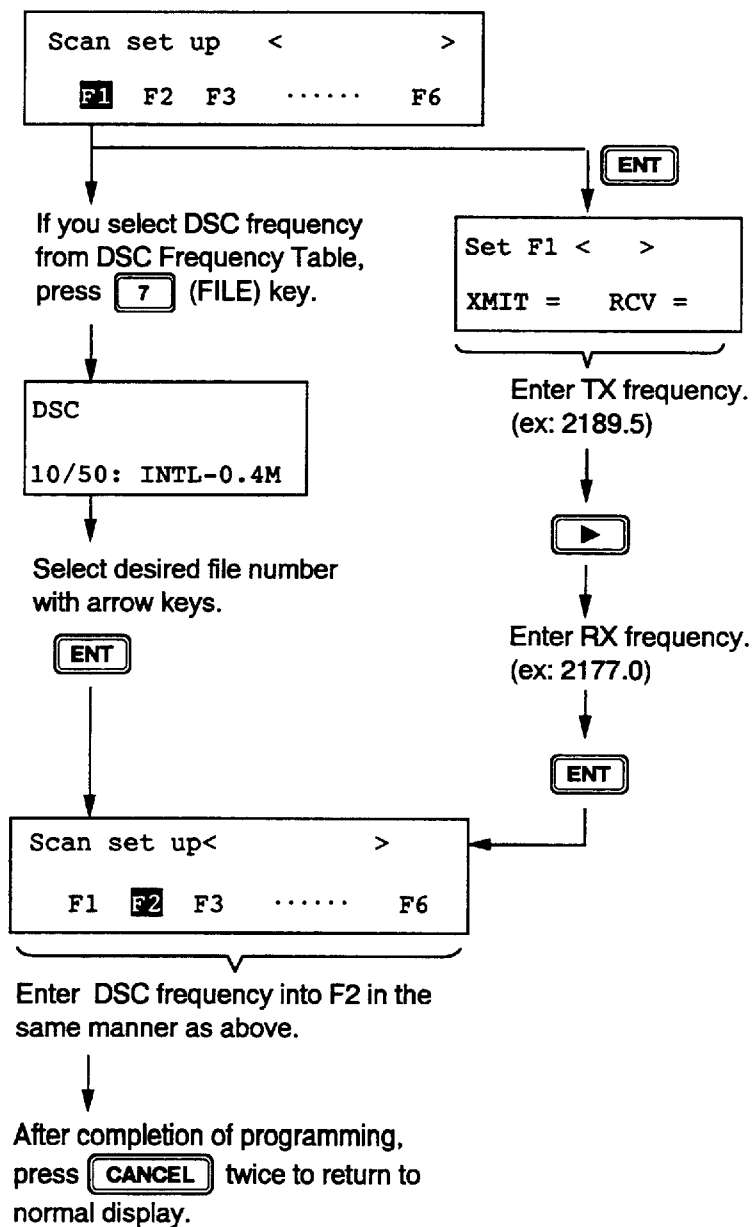 Scan set up < >
F1 F2 F3 ...... F6
ENT
If you select DSC frequency
from DSC Frequency Table,
press 7 (FILE) key.
DSC
10/50: INTL-0.4M
Select desired file number
with arrow keys.
ENT
Set F1 < >
XMIT = RCV =
Enter TX frequency.
(ex: 2189.5)
▶
Enter RX frequency.
(ex: 2177.0)
ENT
Scan set up< >
F1 F2 F3 ...... F6
Enter DSC frequency into F2 in the
same manner as above.
After completion of programming,
press CANCEL twice to return to
normal display.